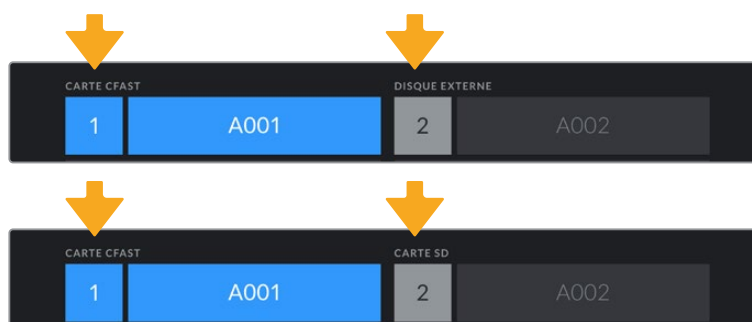 CARTE CFAST DISQUE EXTERNE
1 A001 2 A002
CARTE CFAST CARTE SD
1 A001 2 A002